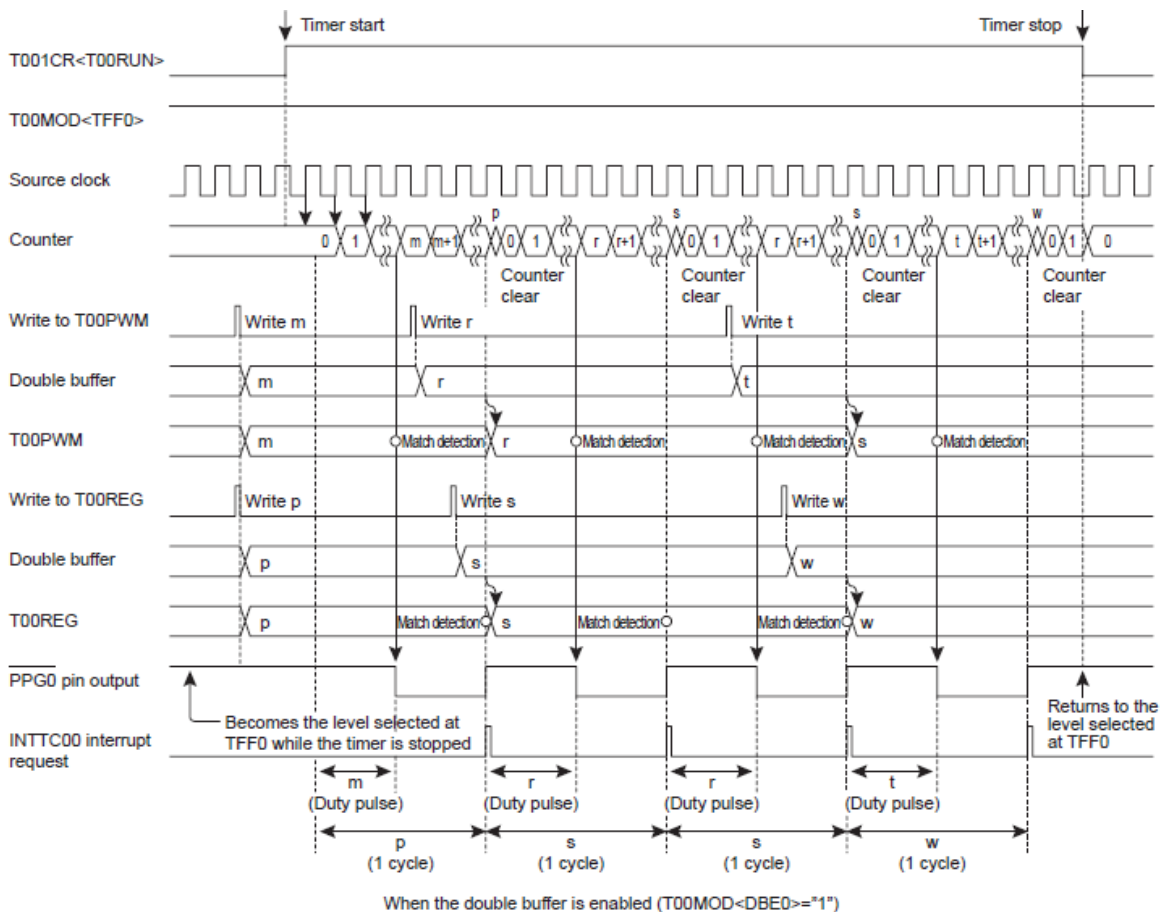 Timer start
Timer stop
T001CR<T00RUN>
T00MOD<TFF0>
Source clock
p s s w
Counter 0 1 m m+1 0 1 r r+1 0 1 r r+1 0 1 t t+1 0 1 0
Counter clear
Counter clear
Counter clear
Counter clear
Write to T00PWM Write m Write r Write t
Double buffer m r t
T00PWM m Match detection r Match detection Match detection s Match detection
Write to T00REG Write p Write s Write w
Double buffer p s w
T00REG p Match detection s Match detection Match detection w
PPG0 pin output
Becomes the level selected at
TFF0 while the timer is stopped
Returns to the
level selected
at TFF0
INTTC00 interrupt
request
m r r t
(Duty pulse) (Duty pulse) (Duty pulse) (Duty pulse)
p s s w
(1 cycle) (1 cycle) (1 cycle) (1 cycle)
When the double buffer is enabled (T00MOD<DBE0>="1")